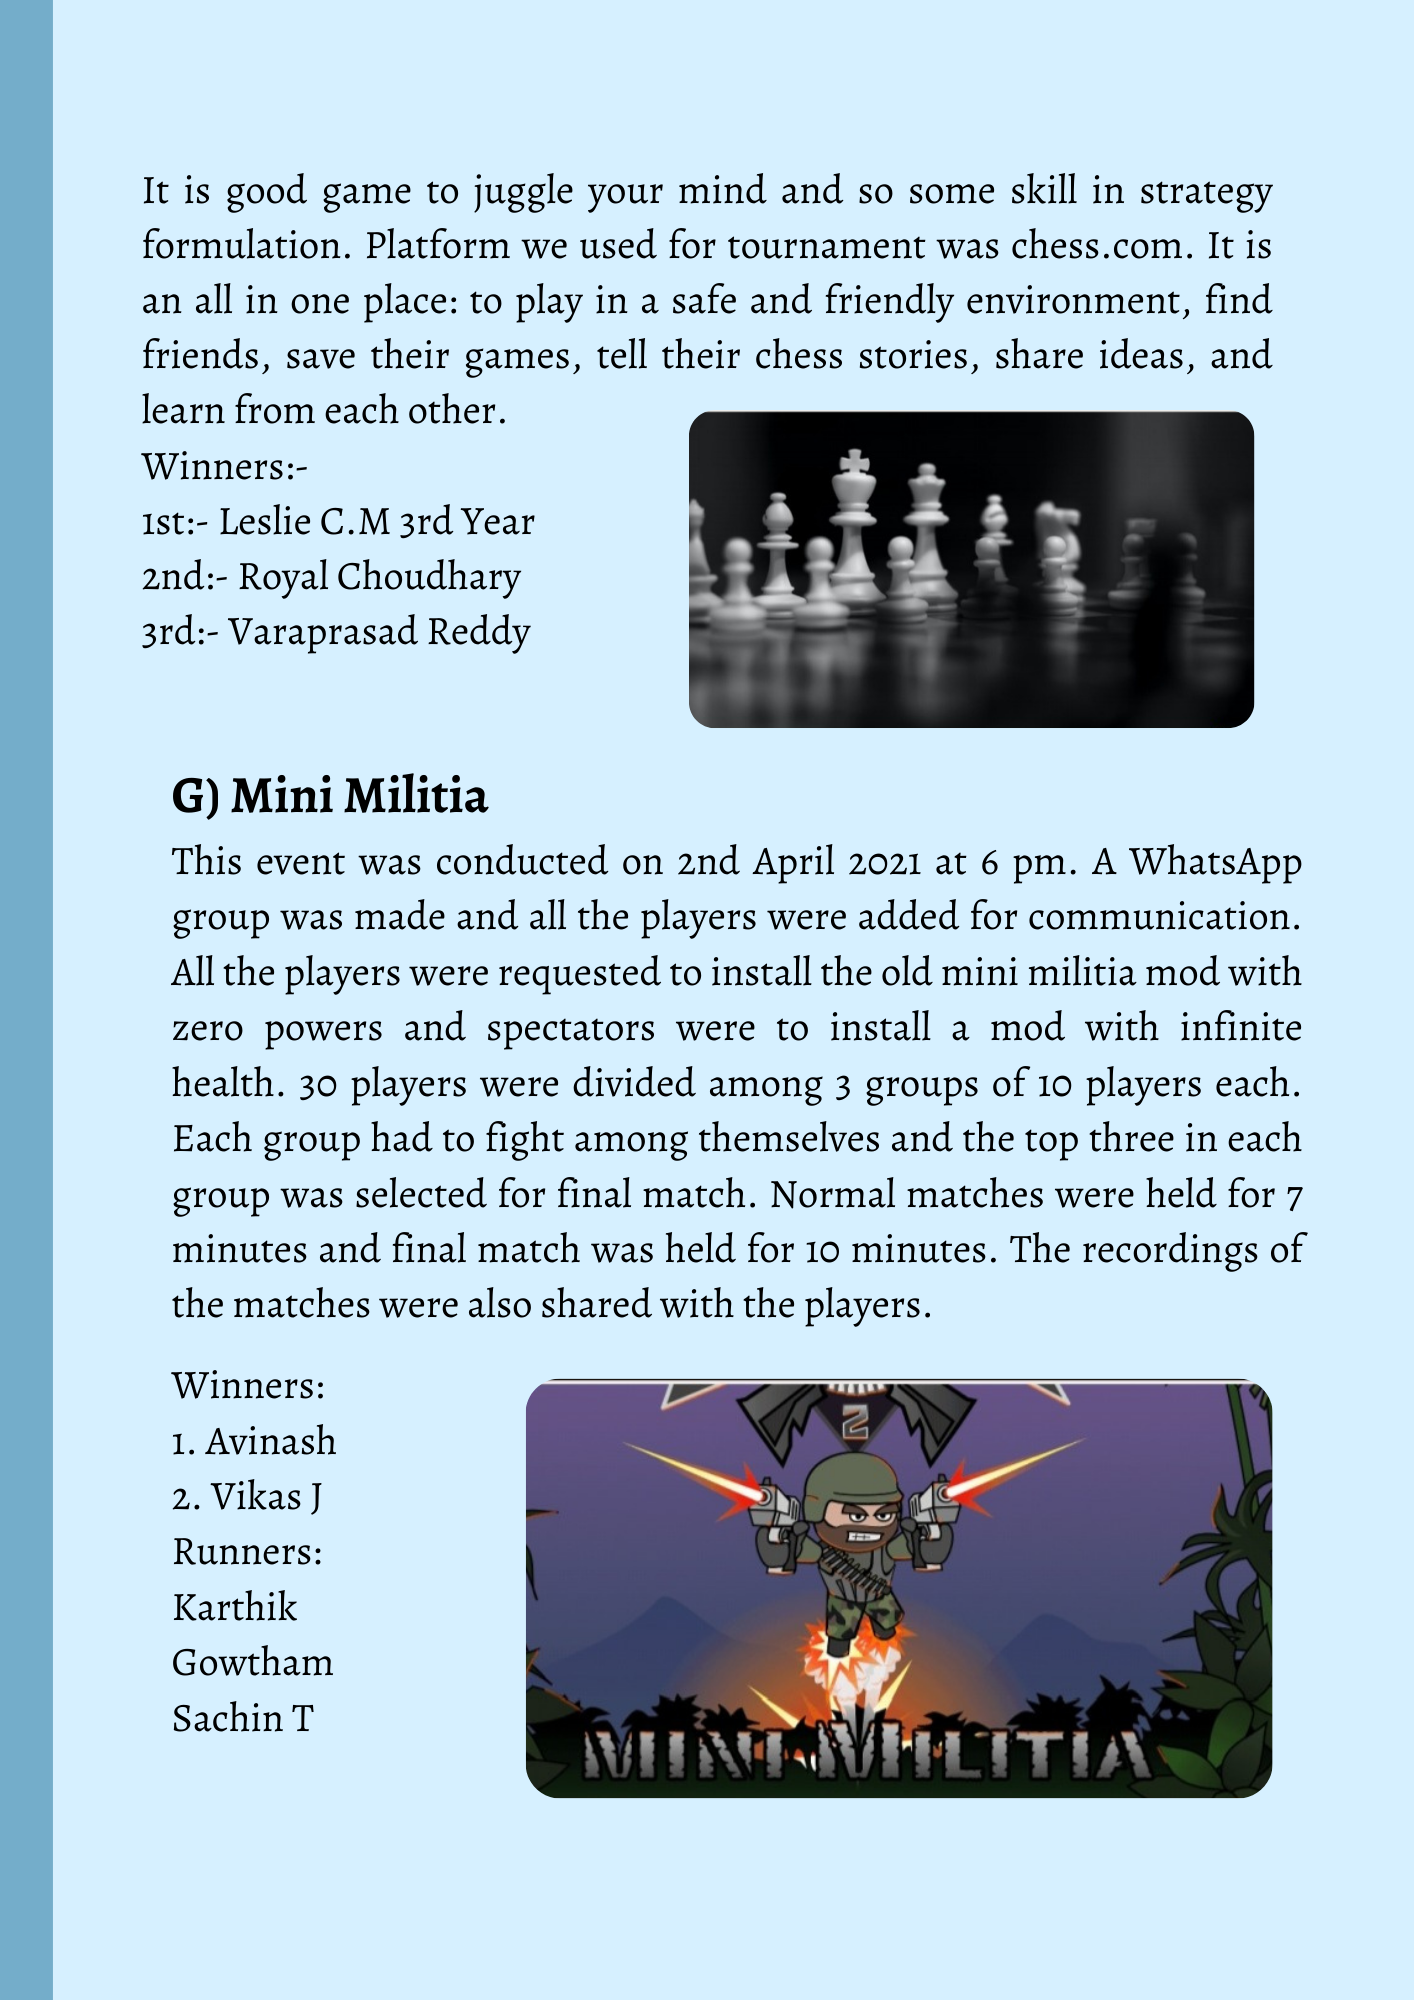 It is good game to juggle your mind and so some skill in strategy
formulation. Platform we used for tournament was chess.com. It is
an all in one place: to play in a safe and friendly environment, find
friends, save their games, tell their chess stories, share ideas, and
learn from each other.
Winners:-
1st:- Leslie C.M 3rd Year
2nd:- Royal Choudhary
3rd:- Varaprasad Reddy
G) Mini Militia
This event was conducted on 2nd April 2021 at 6 pm. A WhatsApp
group was made and all the players were added for communication.
All the players were requested to install the old mini militia mod with
zero powers and spectators were to install a mod with infinite
health. 30 players were divided among 3 groups of 10 players each.
Each group had to fight among themselves and the top three in each
group was selected for final match. Normal matches were held for 7
minutes and final match was held for 10 minutes. The recordings of
the matches were also shared with the players.
Winners:
1. Avinash
2. Vikas J
Runners:
Karthik
Gowtham
Sachin T
2
MINI MILITIA